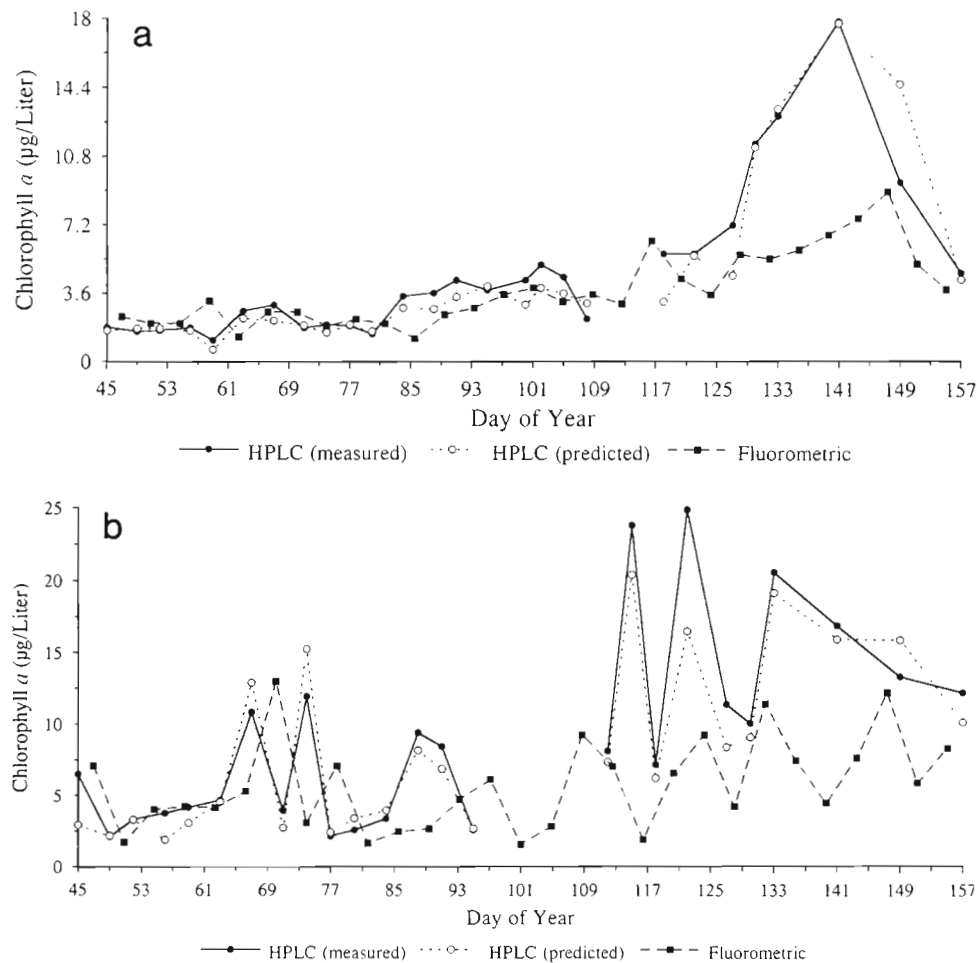 a
18
14.4
10.8
7.2
3.6
0
Chlorophyll a (µg/Liter)
45 53 61 69 77 85 93 101 109 117 125 133 141 149 157
Day of Year
HPLC (measured) HPLC (predicted) Fluorometric
b
25
20
15
10
5
0
Chlorophyll a (µg/Liter)
45 53 61 69 77 85 93 101 109 117 125 133 141 149 157
Day of Year
HPLC (measured) HPLC (predicted) Fluorometric